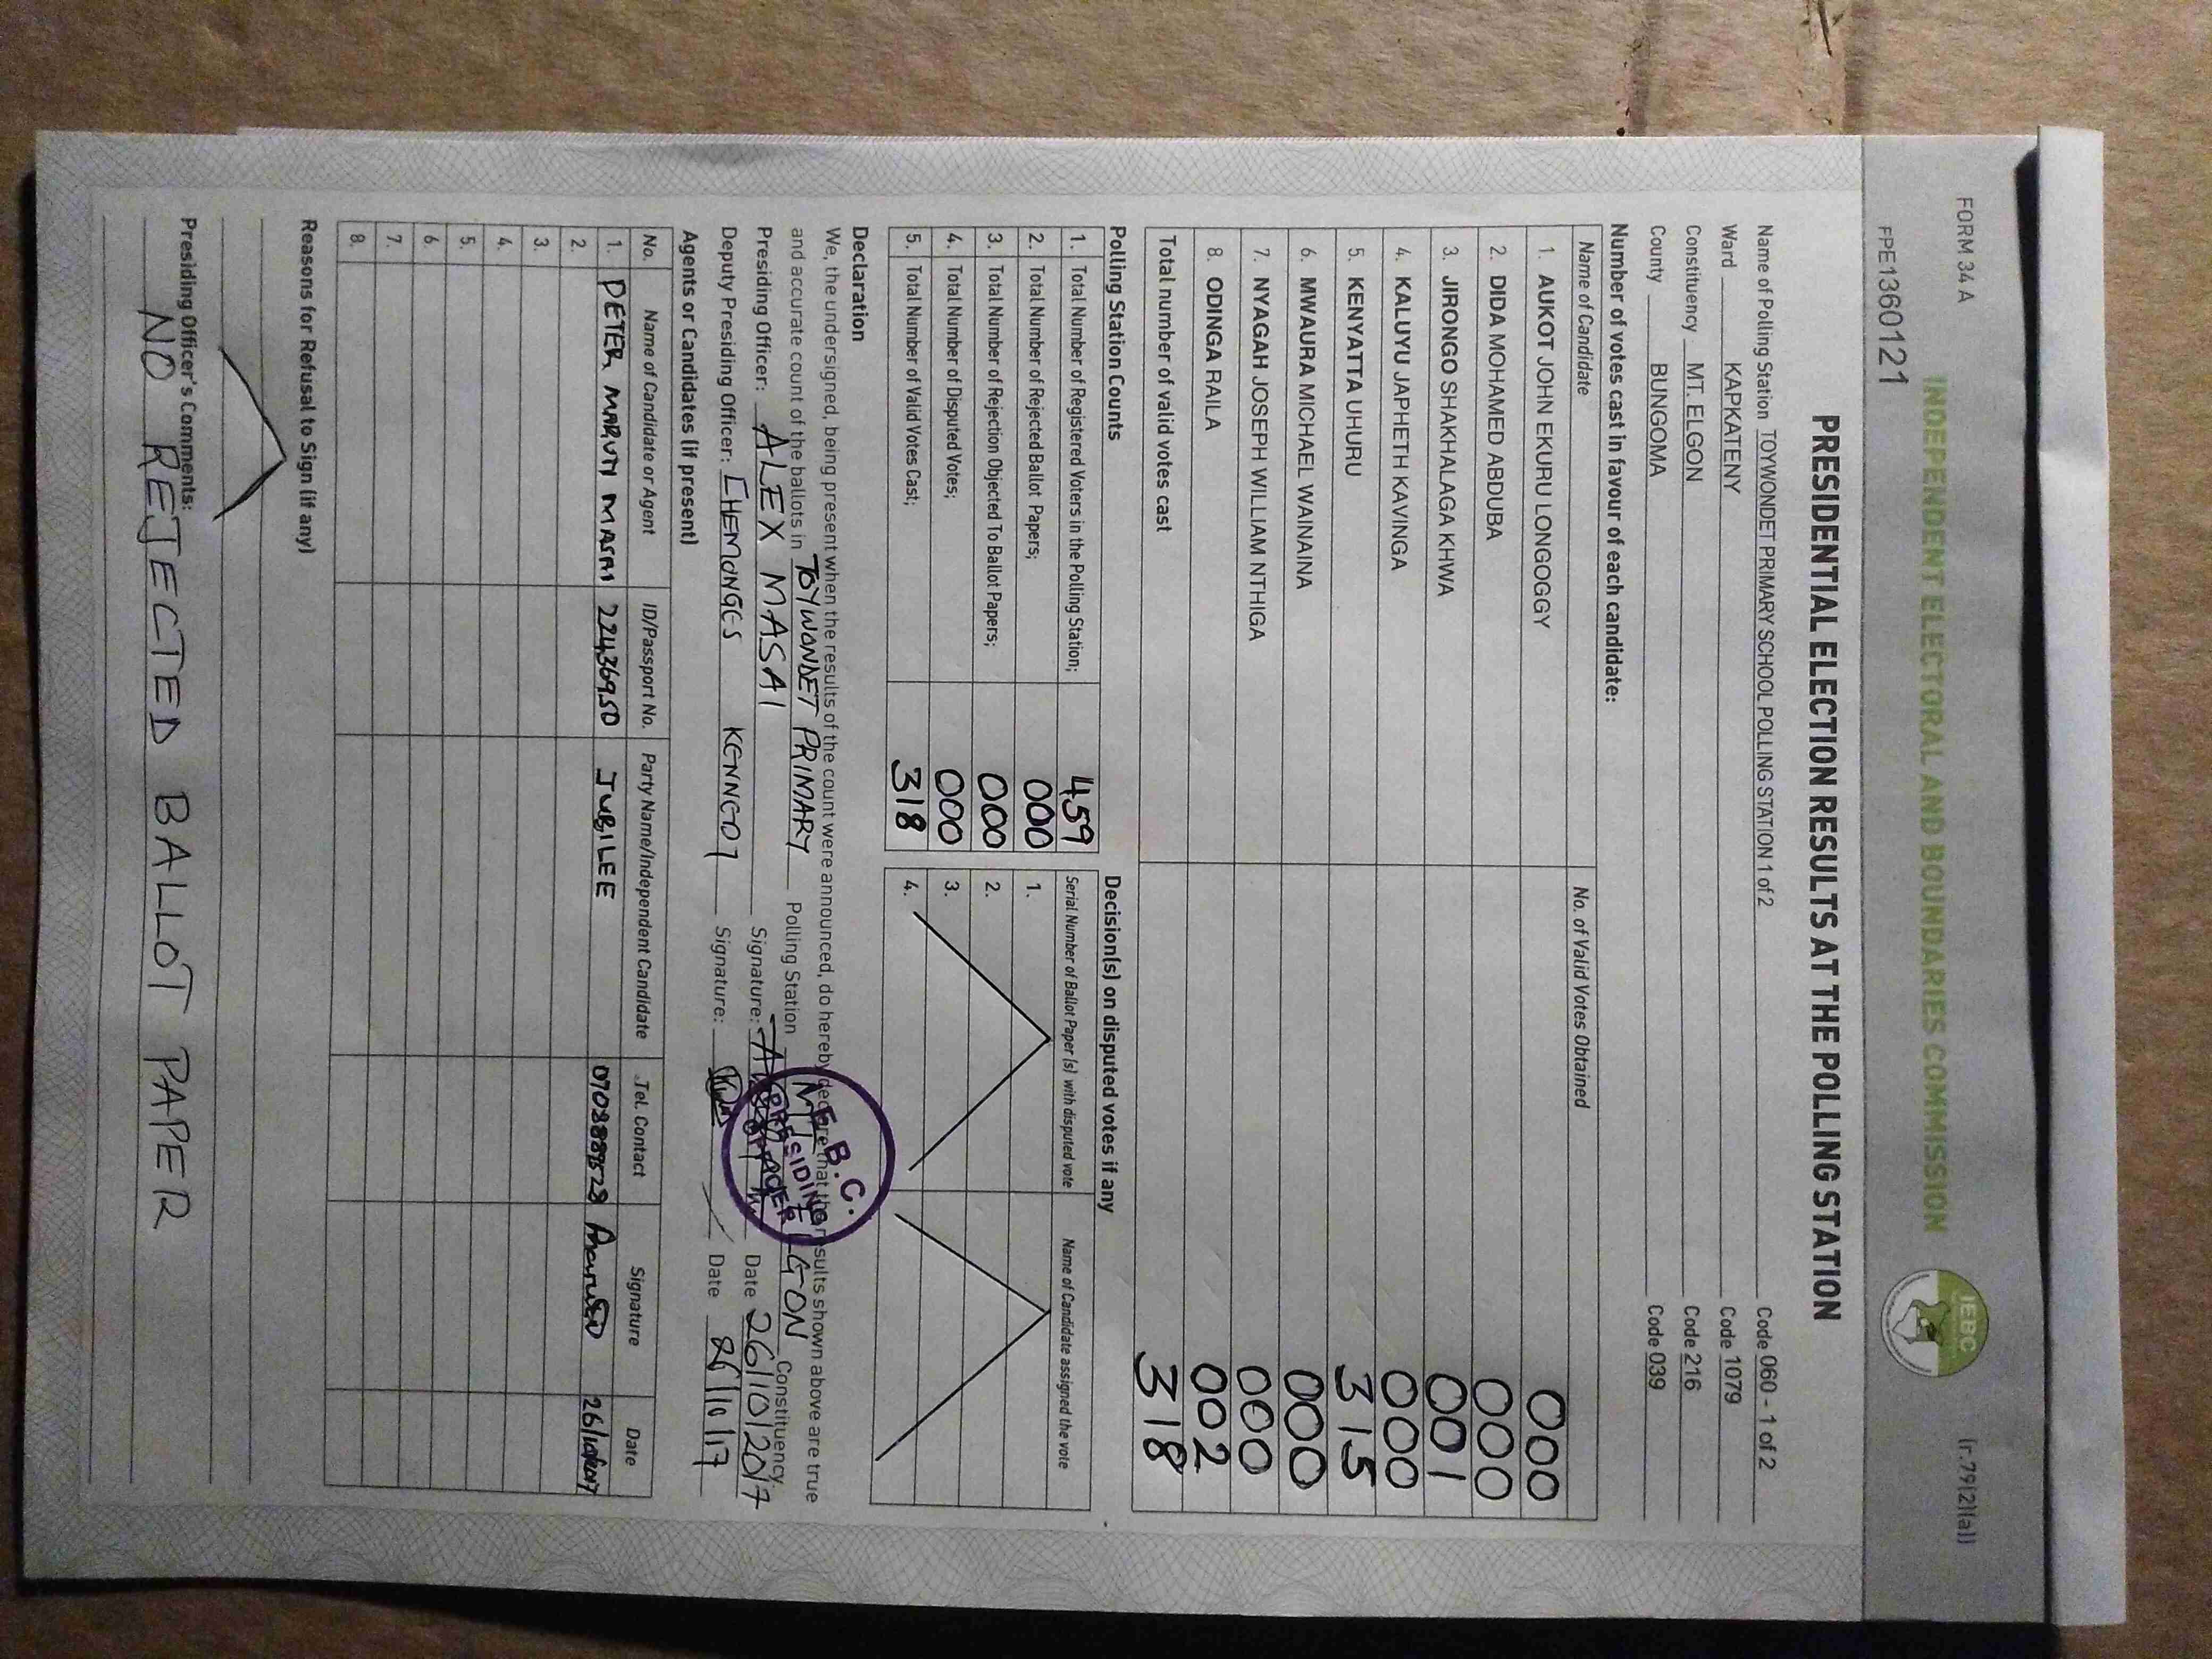 FORM 34 A
(r.79(2)(a))
INDEPENDENT ELECTORAL AND BOUNDARIES COMMISSION
IEBC
FPE1360121
PRESIDENTIAL ELECTION RESULTS AT THE POLLING STATION
Name of Polling Station TOYWONDET PRIMARY SCHOOL POLLING STATION 1 of 2 Code 060 - 1 of 2
Ward KAPKATENY Code 1079
Constituency MT. ELGON Code 216
County BUNGOMA Code 039
Number of votes cast in favour of each candidate:
Name of Candidate No. of Valid Votes Obtained
1. AUKOT JOHN EKURU LONGOGGY 000
2. DIDA MOHAMED ABDUBA 000
3. JIRONGO SHAKHALAGA KHWA 001
4. KALUYU JAPHETH KAVINGA 000
5. KENYATTA UHURU 315
6. MWAURA MICHAEL WAINAINA 000
7. NYAGAH JOSEPH WILLIAM NTHIGA 000
8. ODINGA RAILA 002
Total number of valid votes cast 318
Polling Station Counts
1. Total Number of Registered Voters in the Polling Station; 459
2. Total Number of Rejected Ballot Papers; 000
3. Total Number of Rejection Objected To Ballot Papers; 000
4. Total Number of Disputed Votes; 000
5. Total Number of Valid Votes Cast; 318
Decision(s) on disputed votes if any
Serial Number of Ballot Paper (s) with disputed vote Name of Candidate assigned the vote
1.
2.
3.
4.
Declaration
We, the undersigned, being present when the results of the count were announced, do hereby declare that the results shown above are true
and accurate count of the ballots in TOYWONDET PRIMARY Polling Station MT ELGON Constituency.
Presiding Officer: ALEX MASAI Signature: Date 26/10/2017
Deputy Presiding Officer: CHEMONGES KENNEDY Signature: Date 26/10/17
B.C.
PRESIDING
Agents or Candidates (if present)
No. Name of Candidate or Agent ID/Passport No. Party Name/Independent Candidate Tel. Contact Signature Date
1. PETER MARUTI MASAI 22436950 JUBILEE 26/10/2017
2.
3.
4.
5.
6.
7.
8.
Reasons for Refusal to Sign (if any)
Presiding Officer's Comments:
NO REJECTED BALLOT PAPER